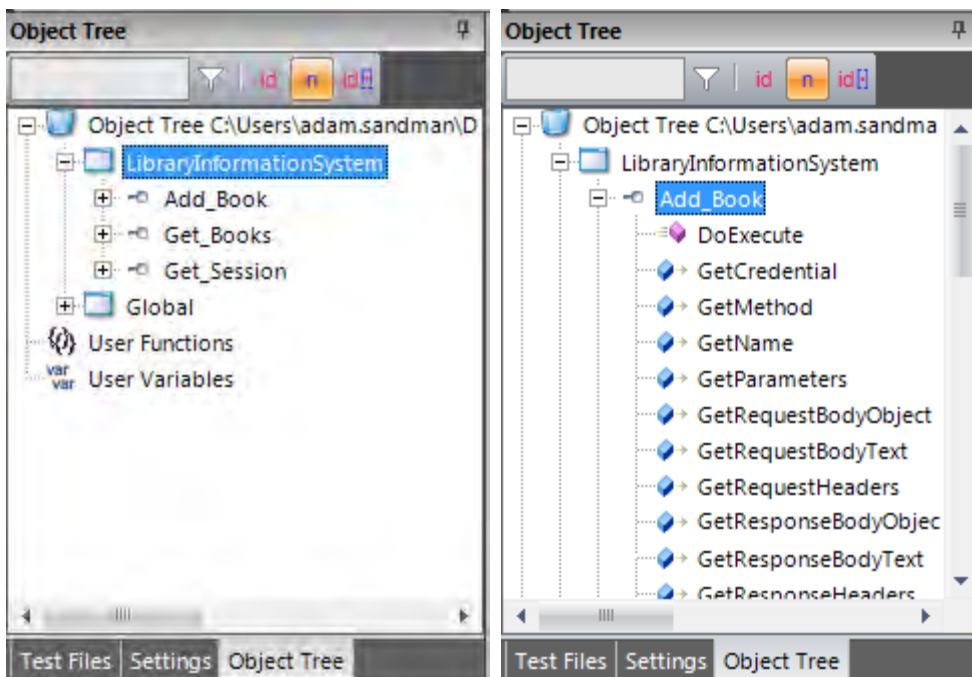 Object Tree
id n id[·]
Object Tree C:\Users\adam.sandman\D
LibraryInformationSystem
Add_Book
Get_Books
Get_Session
Global
{()} User Functions
var
var User Variables
Test Files Settings Object Tree
Object Tree
id n id[·]
Object Tree C:\Users\adam.sandma
LibraryInformationSystem
Add_Book
DoExecute
GetCredential
GetMethod
GetName
GetParameters
GetRequestBodyObject
GetRequestBodyText
GetRequestHeaders
GetResponseBodyObjec
GetResponseBodyText
GetResponseHeaders
Test Files Settings Object Tree